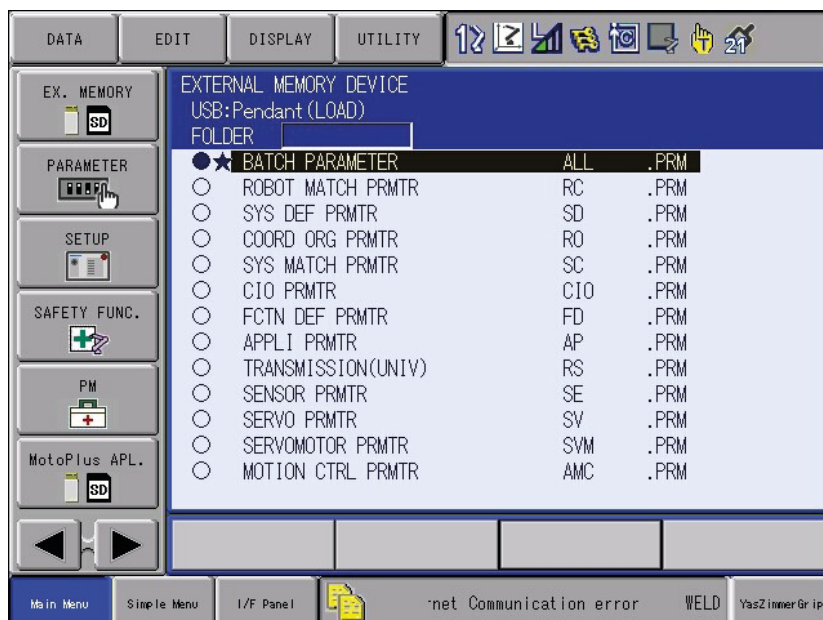 DATA EDIT DISPLAY UTILITY 12 21
EX. MEMORY
SD
PARAMETER
SETUP
SAFETY FUNC.
PM
MotoPlus APL.
SD
EXTERNAL MEMORY DEVICE
USB:Pendant(LOAD)
FOLDER
BATCH PARAMETER ALL .PRM
ROBOT MATCH PRMTR RC .PRM
SYS DEF PRMTR SD .PRM
COORD ORG PRMTR RO .PRM
SYS MATCH PRMTR SC .PRM
CIO PRMTR CIO .PRM
FCTN DEF PRMTR FD .PRM
APPLI PRMTR AP .PRM
TRANSMISSION(UNIV) RS .PRM
SENSOR PRMTR SE .PRM
SERVO PRMTR SV .PRM
SERVOMOTOR PRMTR SVM .PRM
MOTION CTRL PRMTR AMC .PRM
Main Menu Simple Menu I/F Panel net Communication error WELD YasZimmerGrip